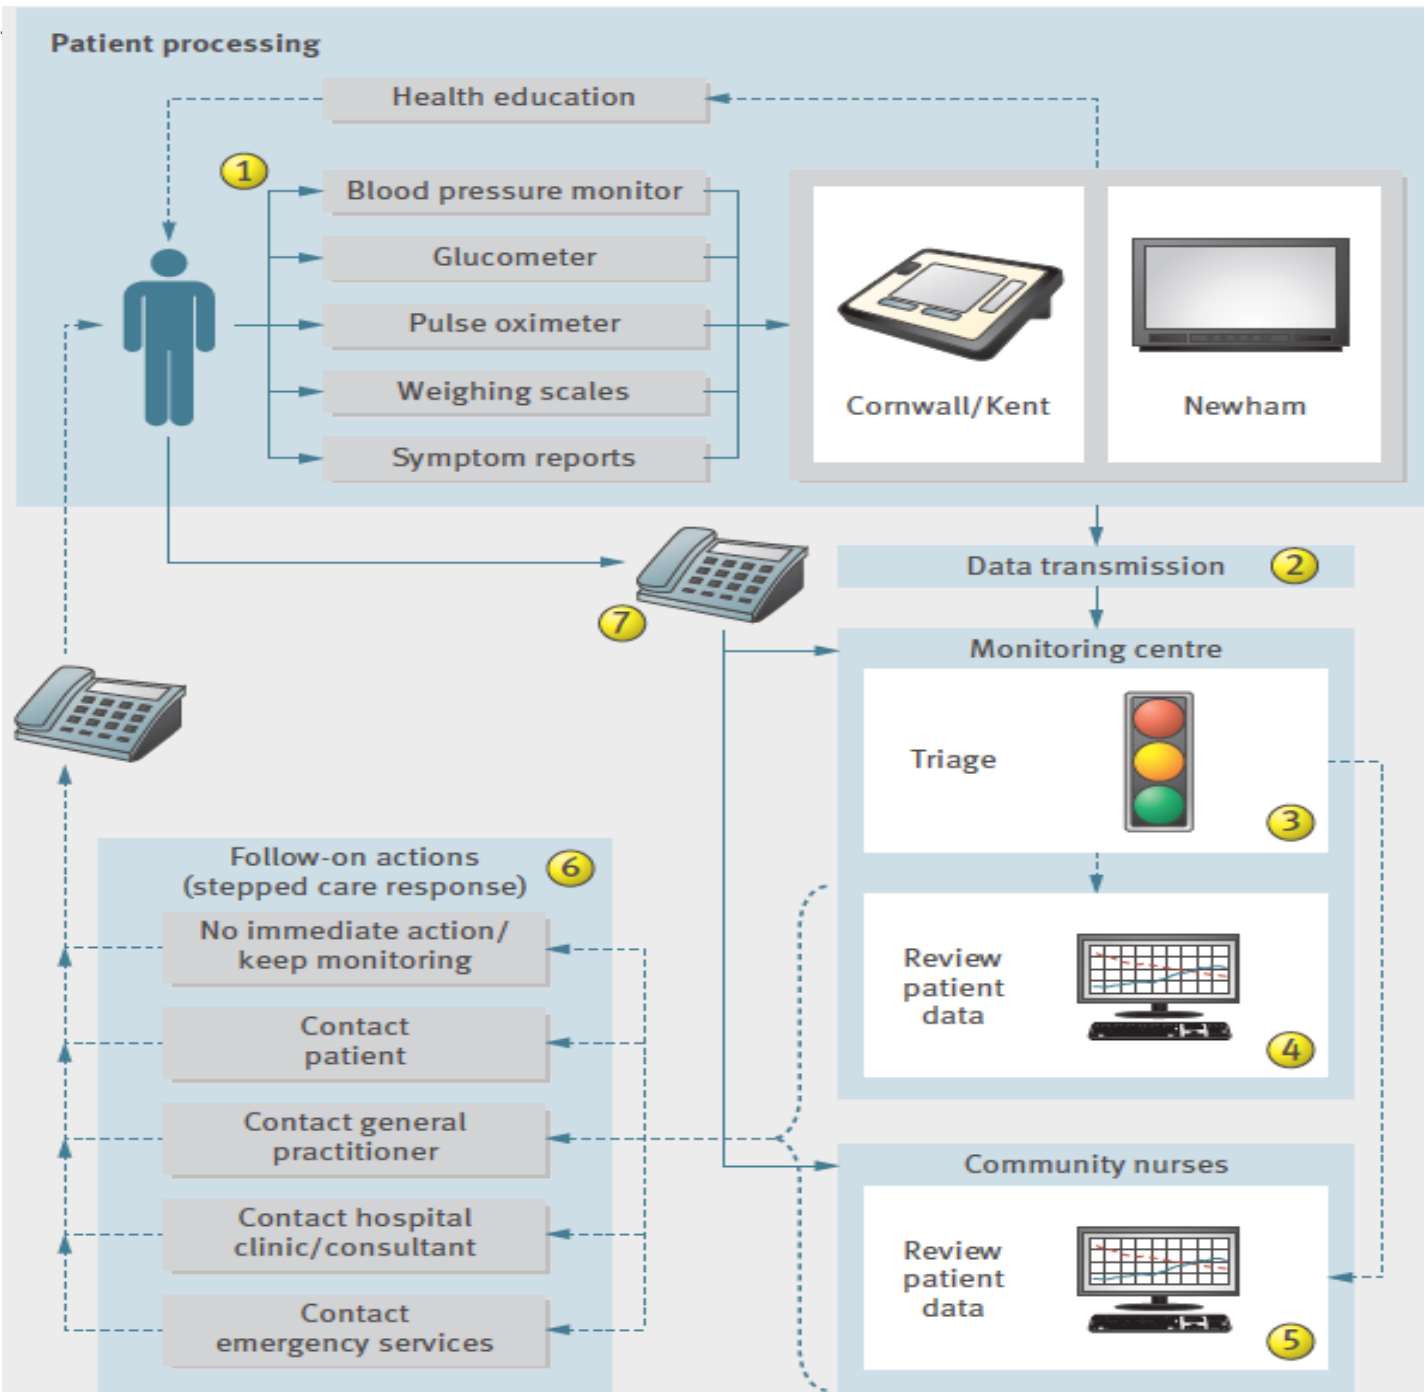 Patient processing
Health education
1
Blood pressure monitor
Glucometer
Pulse oximeter
Weighing scales
Symptom reports
Cornwall/Kent
Newham
Data transmission
2
7
Monitoring centre
Triage
3
Review
patient
data
4
Community nurses
Review
patient
data
5
Follow-on actions
(stepped care response)
6
No immediate action/
keep monitoring
Contact
patient
Contact general
practitioner
Contact hospital
clinic/consultant
Contact
emergency services